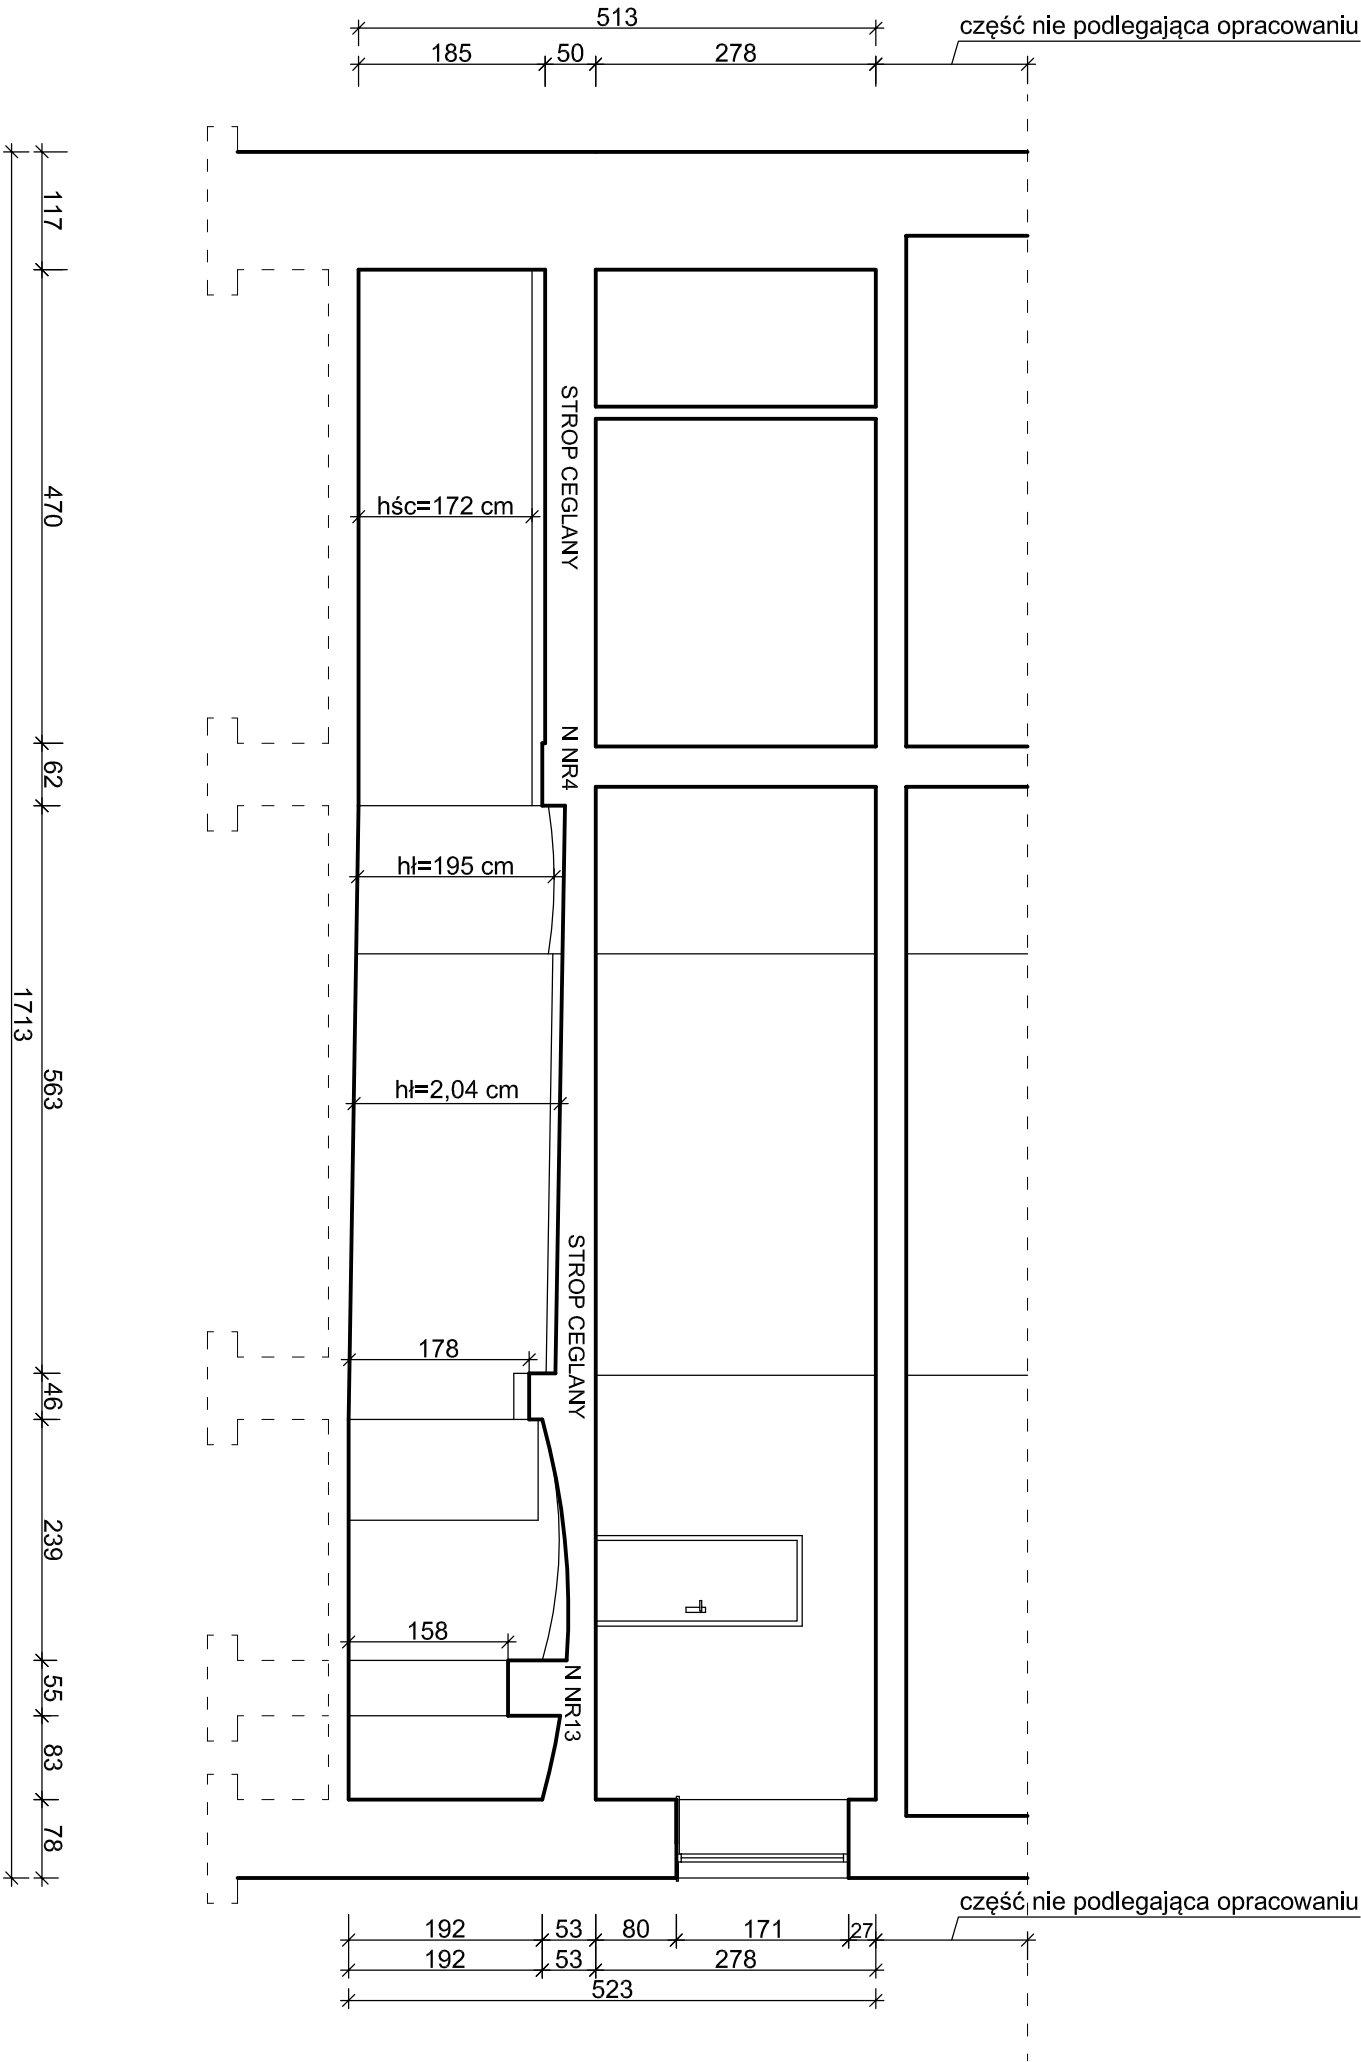 513
185
50
278
część nie podlegająca opracowaniu
117
470
62
563
1713
46
239
55
83
78
STROP CEGLANY
hśc=172 cm
N NR4
hł=195 cm
hł=2,04 cm
STROP CEGLANY
178
158
N NR13
część nie podlegająca opracowaniu
192
53
80
171
27
192
53
278
523